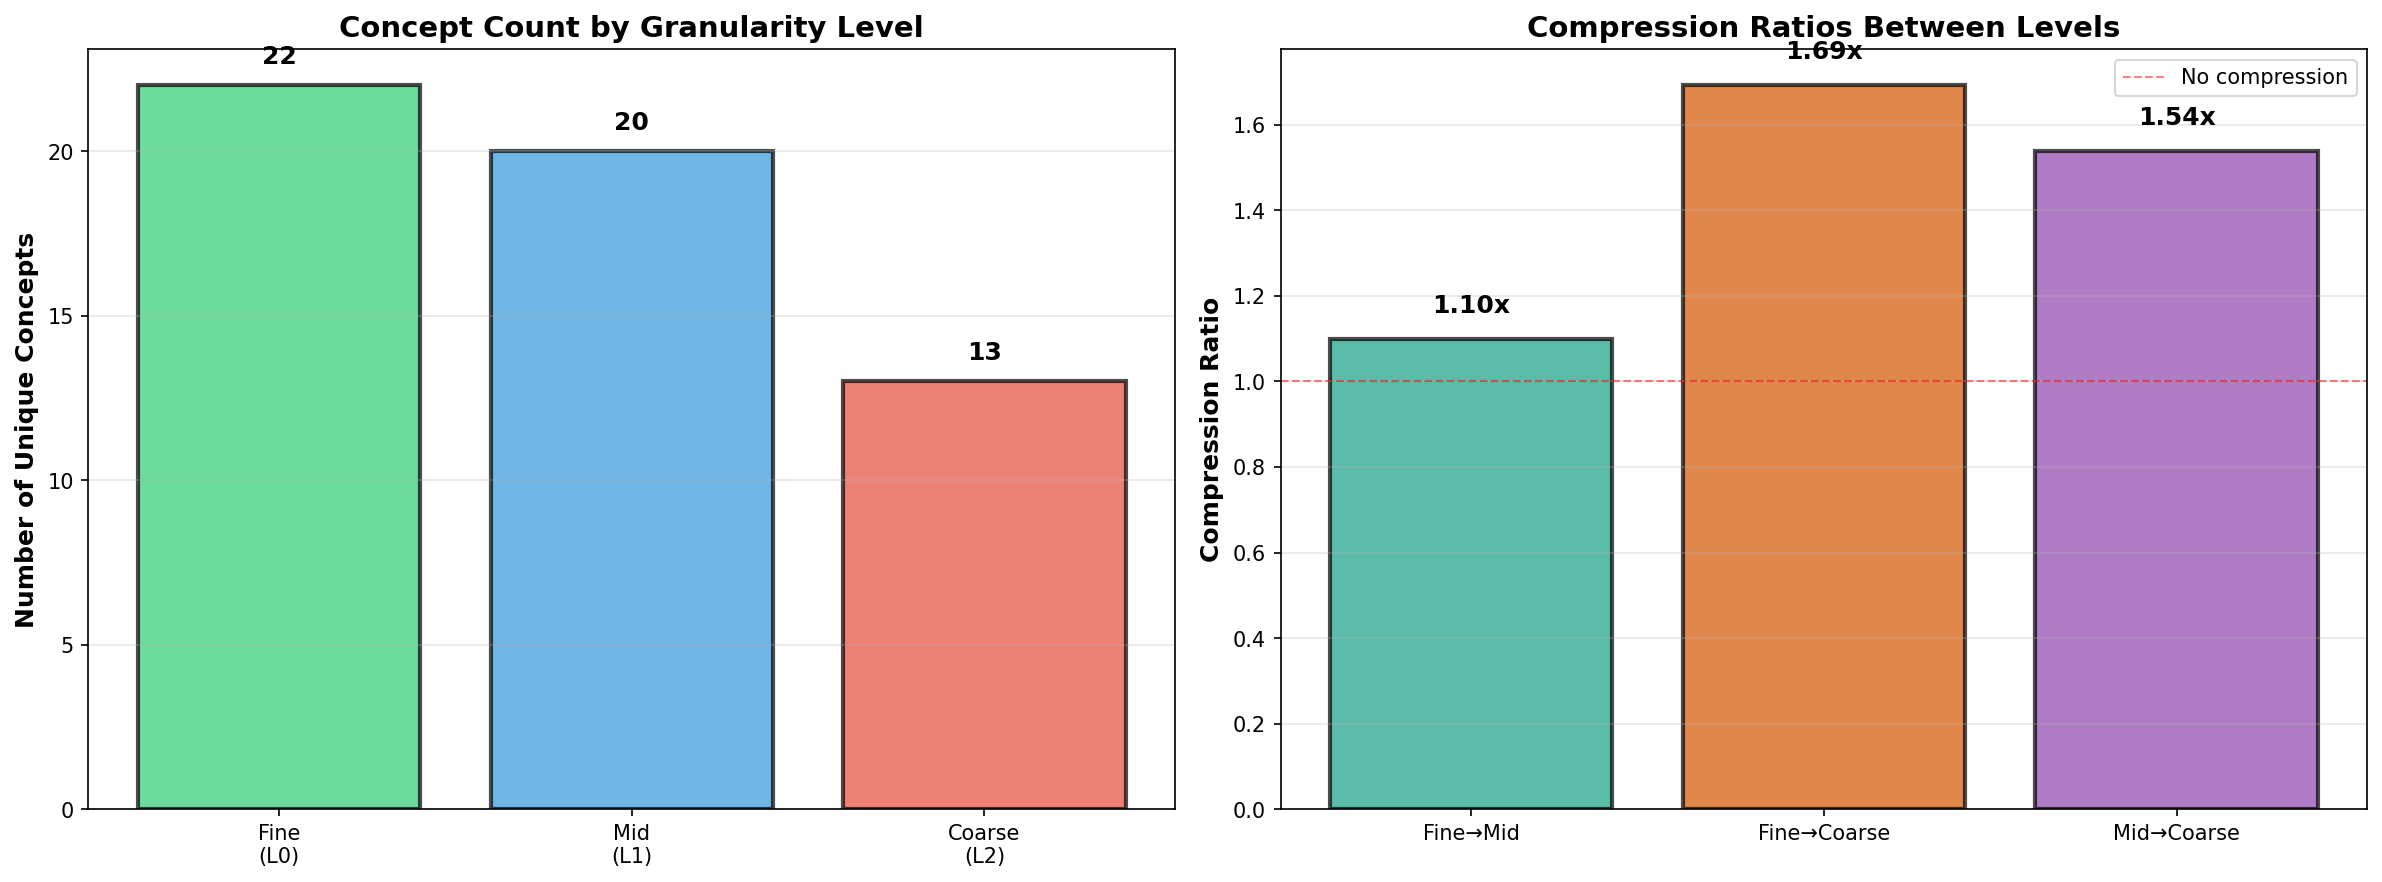 Concept Count by Granularity Level
Number of Unique Concepts
20
15
10
5
0
22
20
13
Fine
(L0)
Mid
(L1)
Coarse
(L2)
Compression Ratios Between Levels
Compression Ratio
1.6
1.4
1.2
1.0
0.8
0.6
0.4
0.2
0.0
No compression
1.10x
1.69x
1.54x
Fine→Mid
Fine→Coarse
Mid→Coarse